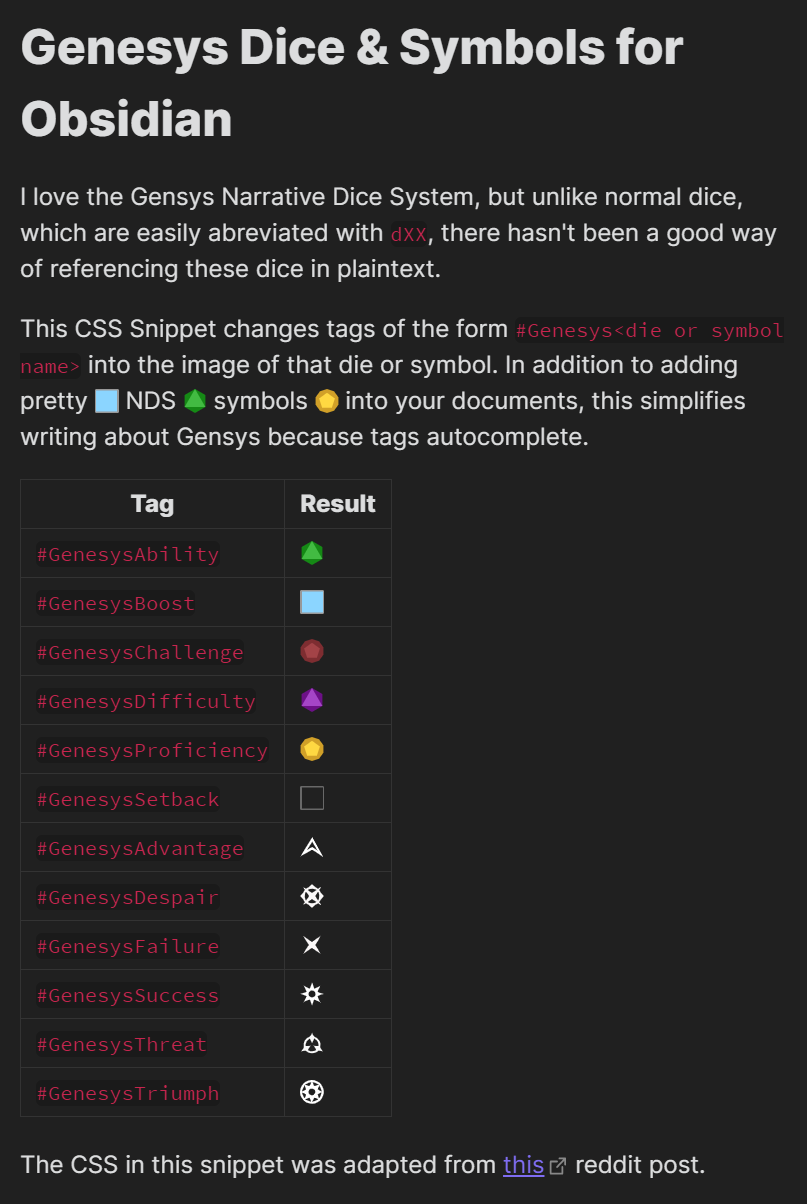 Genesys Dice & Symbols for
Obsidian
I love the Gensys Narrative Dice System, but unlike normal dice,
which are easily abreviated with dXX, there hasn't been a good way
of referencing these dice in plaintext.
This CSS Snippet changes tags of the form #Genesys<die or symbol
name> into the image of that die or symbol. In addition to adding
pretty NDS symbols into your documents, this simplifies
writing about Gensys because tags autocomplete.
Tag Result
#GenesysAbility
#GenesysBoost
#GenesysChallenge
#GenesysDifficulty
#GenesysProficiency
#GenesysSetback
#GenesysAdvantage
#GenesysDespair
#GenesysFailure
#GenesysSuccess
#GenesysThreat
#GenesysTriumph
The CSS in this snippet was adapted from this reddit post.